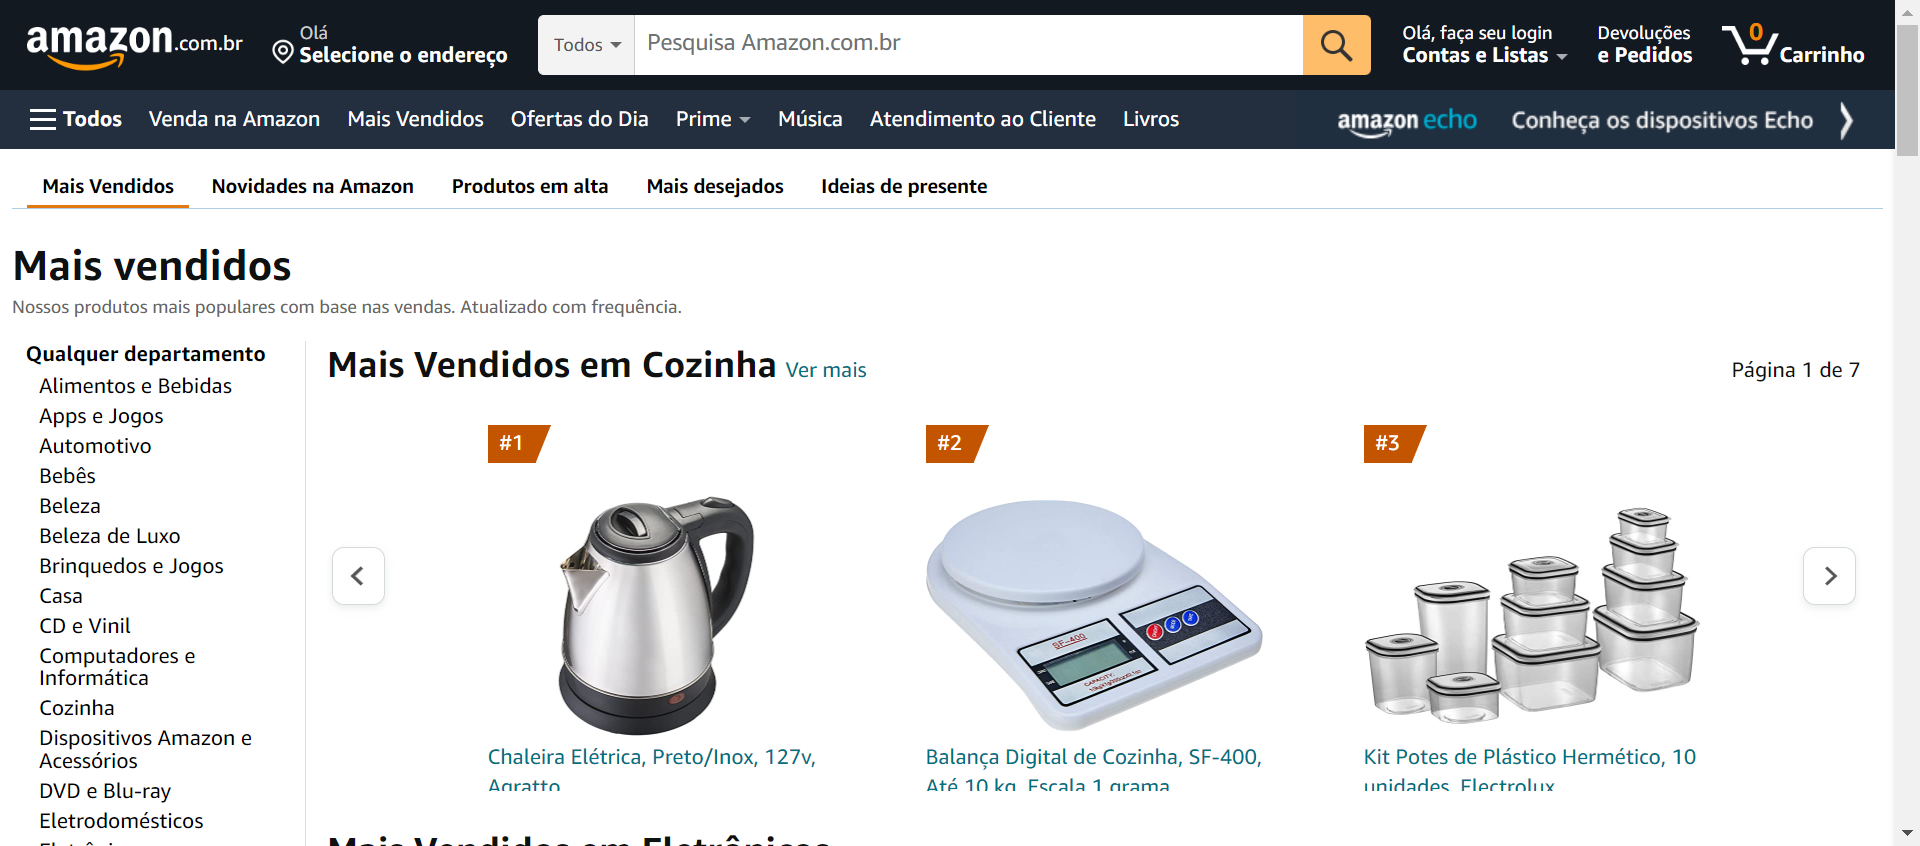 amazon.com.br
Olá
Selecione o endereço
Todos
Pesquisa Amazon.com.br
Olá, faça seu login
Contas e Listas
Devoluções
e Pedidos
0
Carrinho
Todos
Venda na Amazon
Mais Vendidos
Ofertas do Dia
Prime
Música
Atendimento ao Cliente
Livros
amazon echo
Conheça os dispositivos Echo
Mais Vendidos
Novidades na Amazon
Produtos em alta
Mais desejados
Ideias de presente
Mais vendidos
Nossos produtos mais populares com base nas vendas. Atualizado com frequência.
Qualquer departamento
Alimentos e Bebidas
Apps e Jogos
Automotivo
Bebês
Beleza
Beleza de Luxo
Brinquedos e Jogos
Casa
CD e Vinil
Computadores e
Informática
Cozinha
Dispositivos Amazon e
Acessórios
DVD e Blu-ray
Eletrodomésticos
Mais Vendidos em Cozinha Ver mais
Página 1 de 7
#1
Chaleira Elétrica, Preto/Inox, 127v,
Agratto
#2
SF-400
Balança Digital de Cozinha, SF-400,
Até 10 kg, Escala 1 grama
#3
Kit Potes de Plástico Hermético, 10
unidades, Electrolux
Mais Vendidos em Eletrônicos